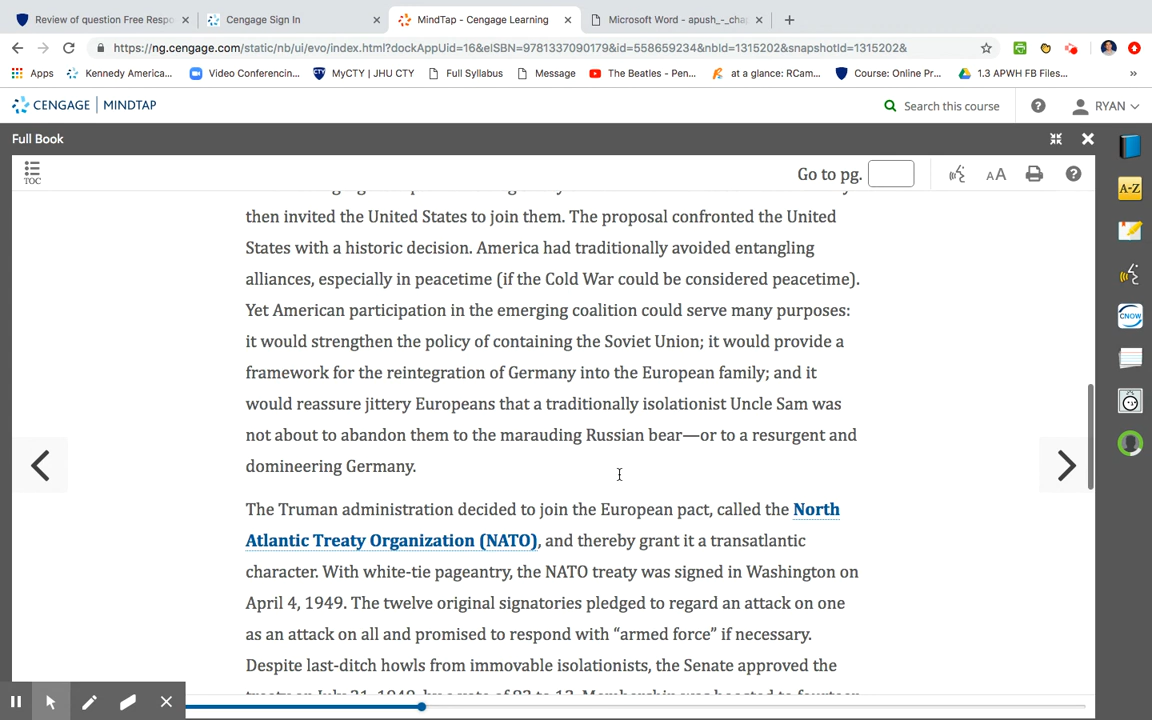 Review of question Free Respo
Cengage Sign In
MindTap - Cengage Learning
Microsoft Word - apush_-_chap
https://ng.cengage.com/static/nb/ui/evo/index.html?dockAppUid=16&eISBN=9781337090179&id=558659234&nbId=1315202&snapshotId=1315202&
Apps
Kennedy America...
Video Conferencin...
MyCTY | JHU CTY
Full Syllabus
Message
The Beatles - Pen...
at a glance: RCam...
Course: Online Pr...
1.3 APWH FB Files...
»
CENGAGE | MINDTAP
Search this course
RYAN
Full Book
TOC
Go to pg.
AA
A-Z
CNOW
then invited the United States to join them. The proposal confronted the United
States with a historic decision. America had traditionally avoided entangling
alliances, especially in peacetime (if the Cold War could be considered peacetime).
Yet American participation in the emerging coalition could serve many purposes:
it would strengthen the policy of containing the Soviet Union; it would provide a
framework for the reintegration of Germany into the European family; and it
would reassure jittery Europeans that a traditionally isolationist Uncle Sam was
not about to abandon them to the marauding Russian bear—or to a resurgent and
domineering Germany.
The Truman administration decided to join the European pact, called the North
Atlantic Treaty Organization (NATO), and thereby grant it a transatlantic
character. With white-tie pageantry, the NATO treaty was signed in Washington on
April 4, 1949. The twelve original signatories pledged to regard an attack on one
as an attack on all and promised to respond with “armed force” if necessary.
Despite last-ditch howls from immovable isolationists, the Senate approved the